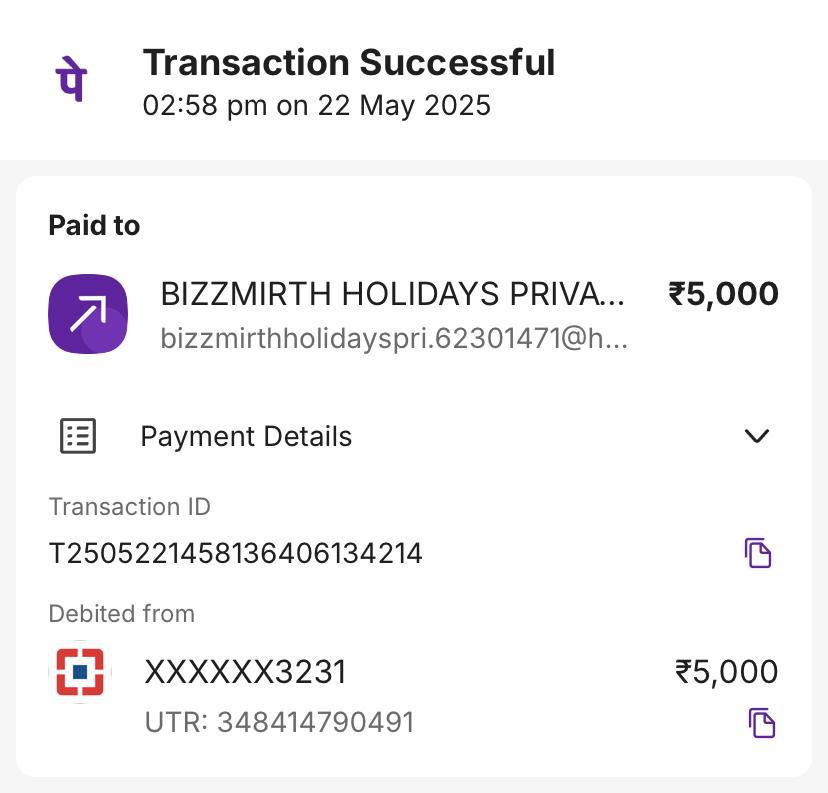 पे
Transaction Successful
02:58 pm on 22 May 2025
Paid to
BIZZMIRTH HOLIDAYS PRIVA... ₹5,000
bizzmirthholidayspri.62301471@h...
Payment Details
Transaction ID
T2505221458136406134214
Debited from
XXXXXX3231 ₹5,000
UTR: 348414790491